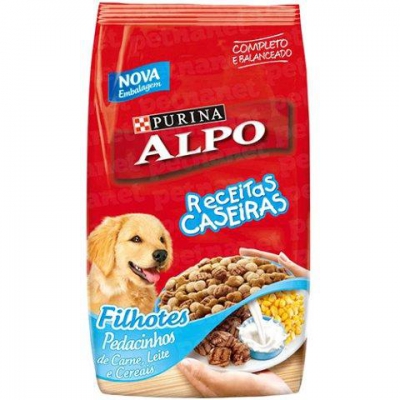 NOVA
Embalagem
COMPLETO
E BALANCEADO
PURINA
ALPO
Receitas
CASEIRAS
Filhotes
Pedacinhos
de Carne, Leite
e Cereais